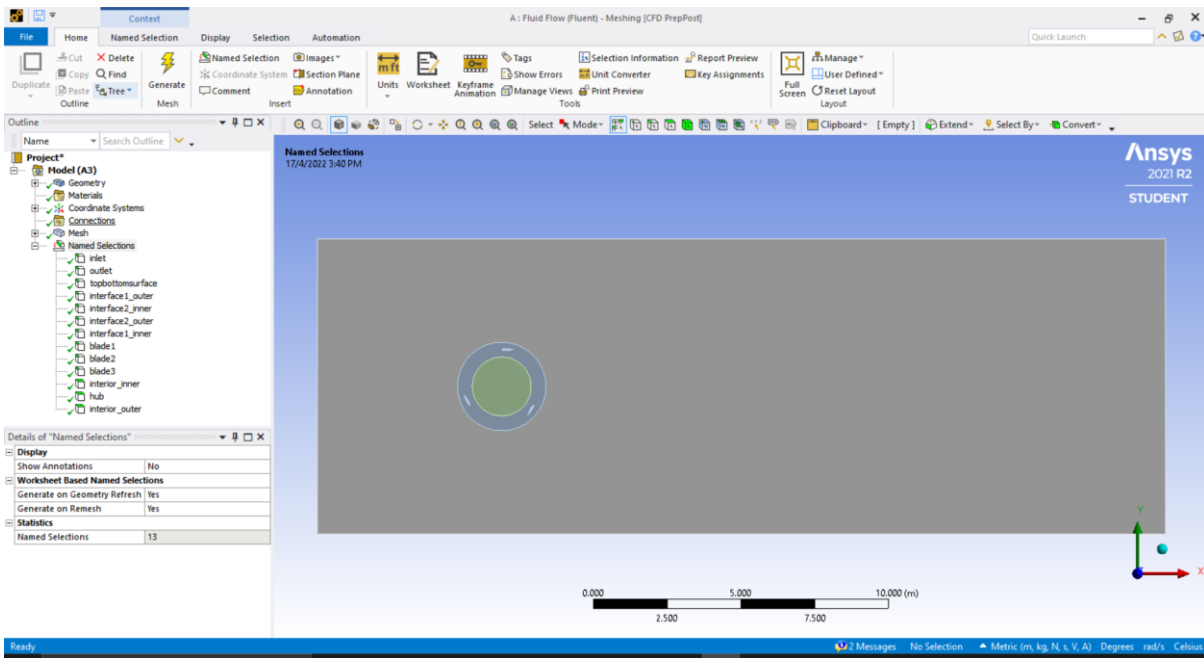 Context
A : Fluid Flow (Fluent) - Meshing [CFD PrepPost]
File Home Named Selection Display Selection Automation
Quick Launch
Duplicate
Cut
Copy
Paste
Delete
Find
Tree
Outline
Generate
Mesh
Named Selection
Coordinate System
Comment
Images
Section Plane
Annotation
Insert
Units
Worksheet
Keyframe
Animation
Tags
Show Errors
Manage Views
Selection Information
Unit Converter
Print Preview
Report Preview
Key Assignments
Tools
Full
Screen
Manage
User Defined
Reset Layout
Layout
Outline
Name Search Outline
Project*
Model (A3)
Geometry
Materials
Coordinate Systems
Connections
Mesh
Named Selections
inlet
outlet
topbottomsurface
interface1_outer
interface2_inner
interface2_outer
interface1_inner
blade1
blade2
blade3
interior_inner
hub
interior_outer
Details of "Named Selections"
Display
Show Annotations No
Worksheet Based Named Selections
Generate on Geometry Refresh Yes
Generate on Remesh Yes
Statistics
Named Selections 13
Select Mode Clipboard [ Empty ] Extend Select By Convert
Named Selections
17/4/2022 3:40 PM
Ansys
2021 R2
STUDENT
Y
X
0.000 5.000 10.000 (m)
2.500 7.500
Ready 2 Messages No Selection Metric (m, kg, N, s, V, A) Degrees rad/s Celsius